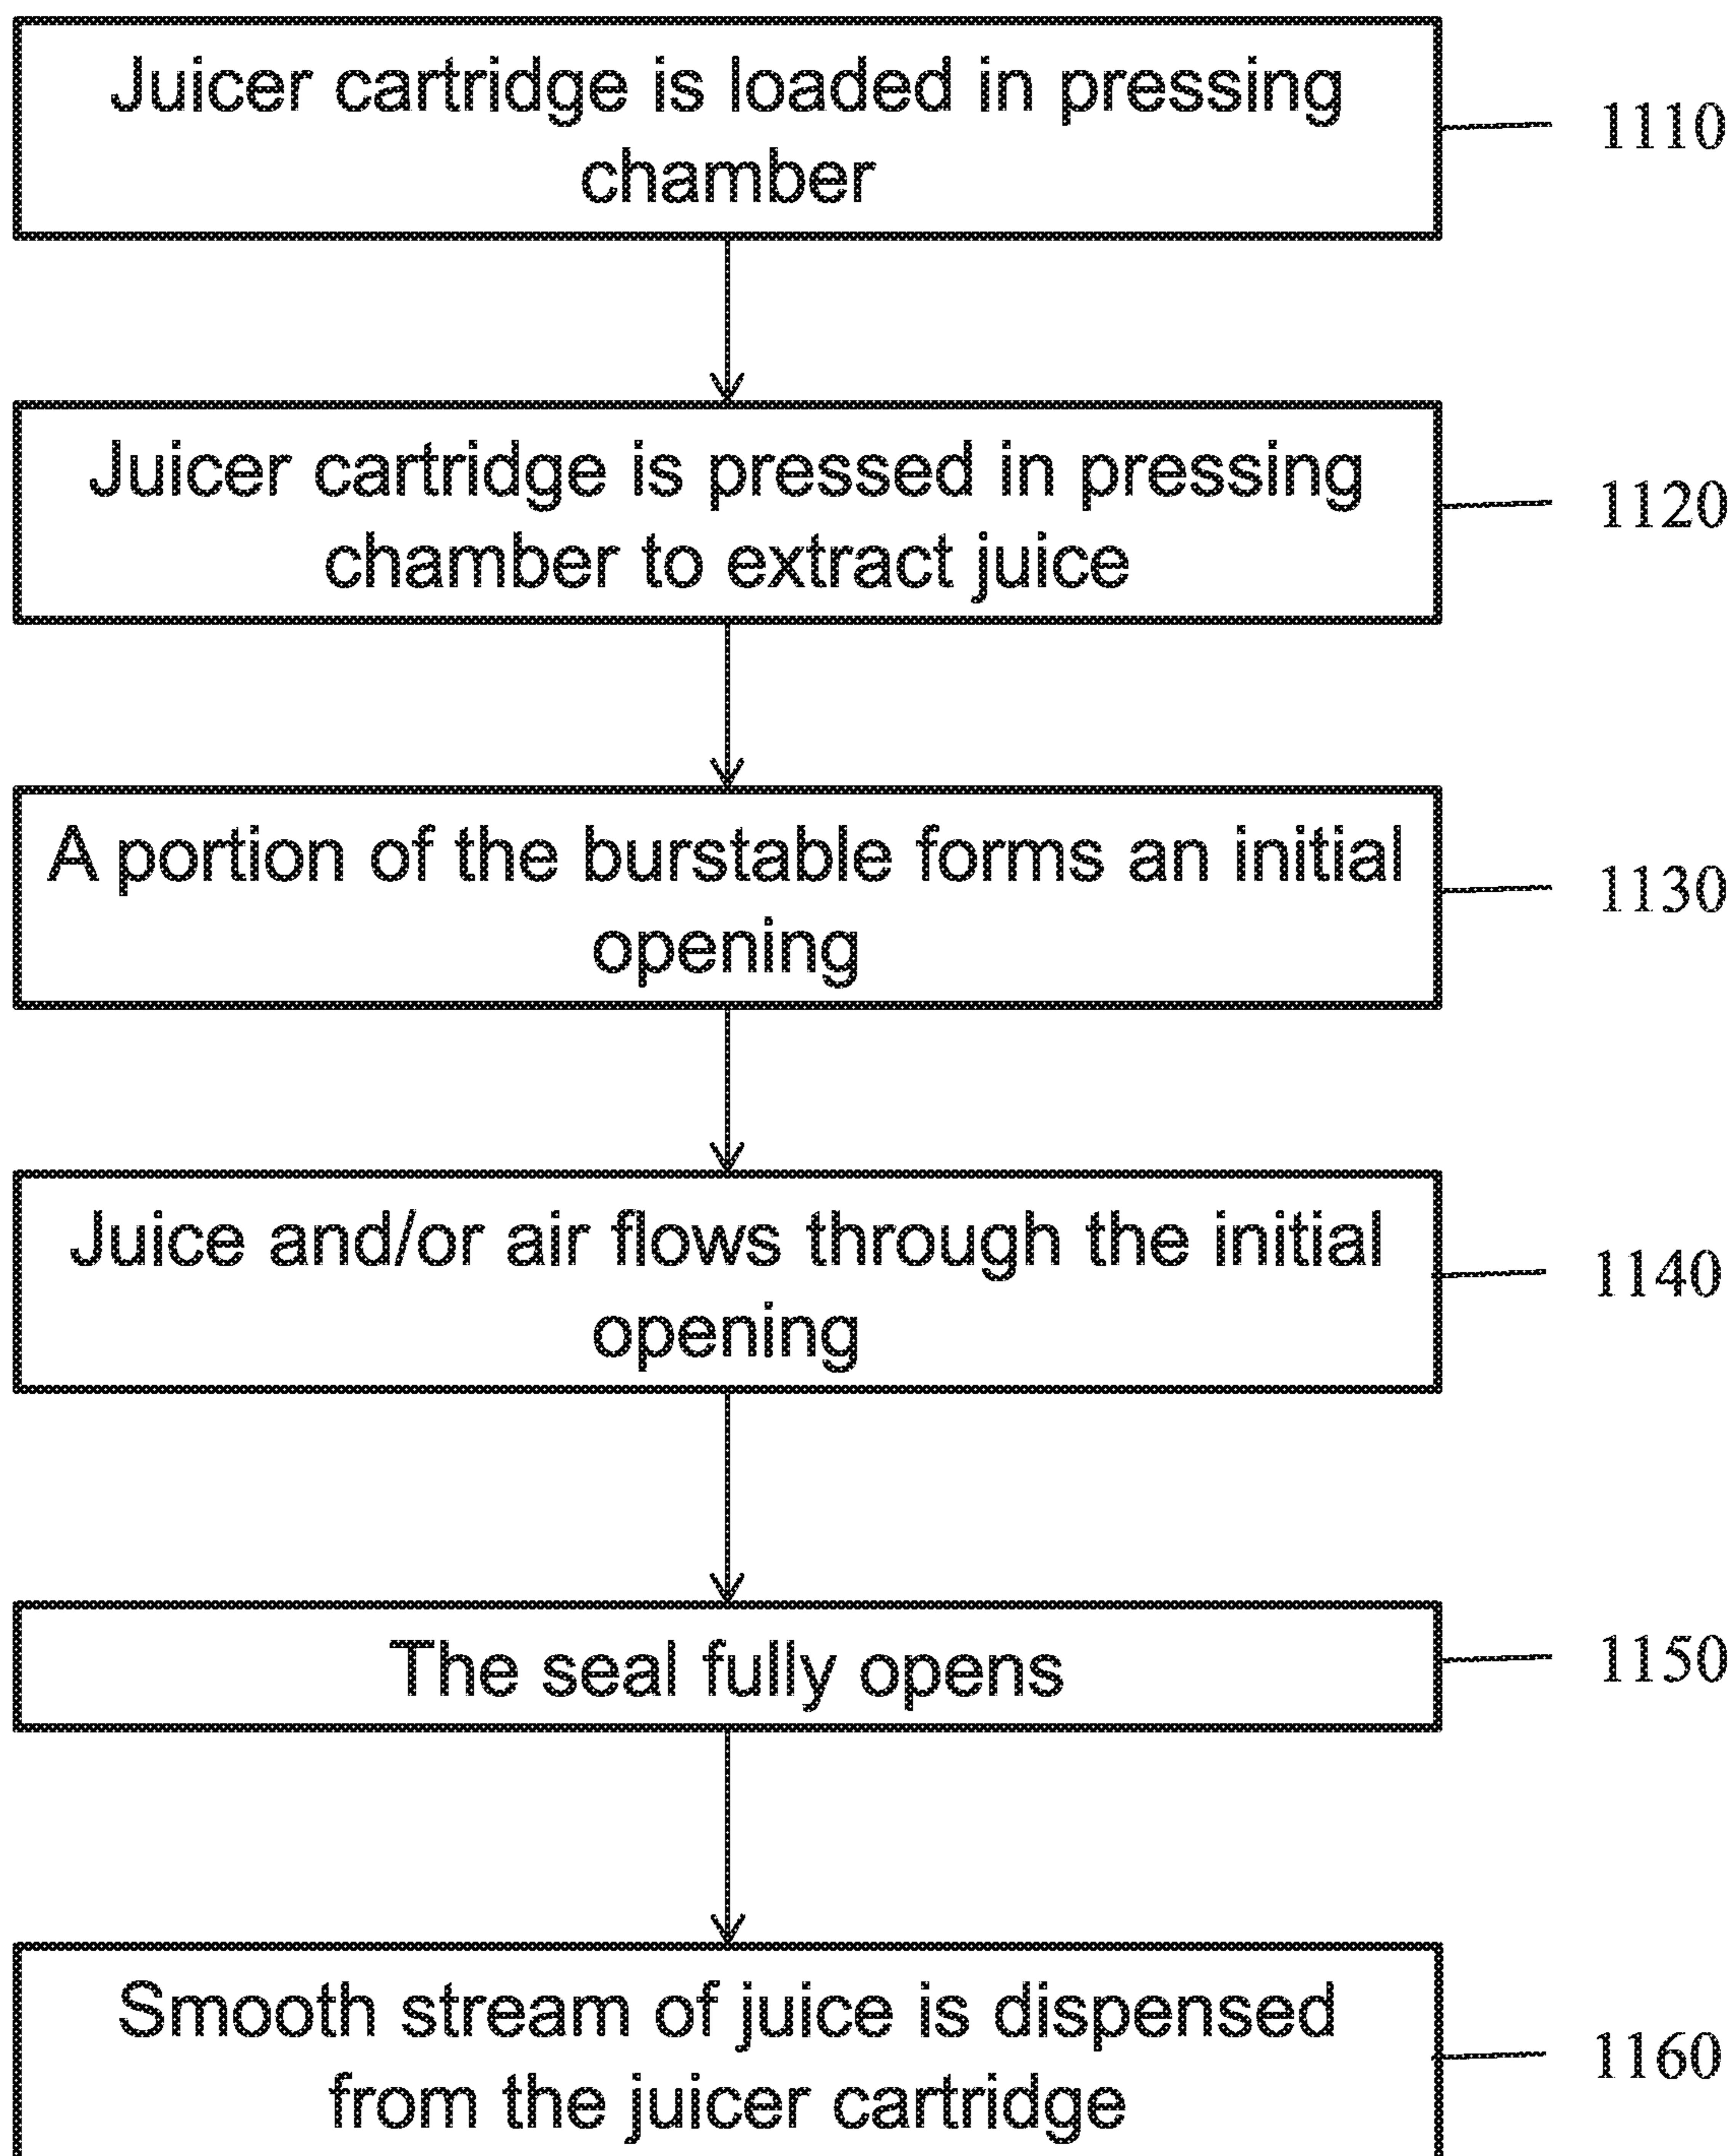 Juicer cartridge is loaded in pressing
chamber
1110
Juicer cartridge is pressed in pressing
chamber to extract juice
1120
A portion of the burstable forms an initial
opening
1130
Juice and/or air flows through the initial
opening
1140
The seal fully opens
1150
Smooth stream of juice is dispensed
from the juicer cartridge
1160